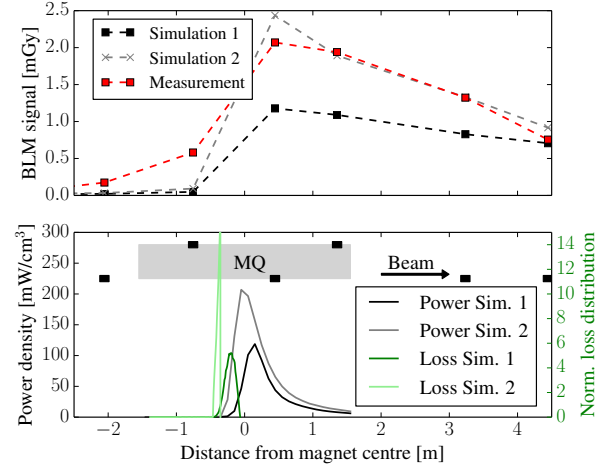 2.5
2.0
1.5
1.0
0.5
0.0
BLM signal [mGy]
Simulation 1
Simulation 2
Measurement
300
250
200
150
100
50
0
Power density [mW/cm³]
MQ
Beam
Power Sim. 1
Power Sim. 2
Loss Sim. 1
Loss Sim. 2
14
12
10
8
6
4
2
0
Norm. loss distribution
−2 −1 0 1 2 3 4
Distance from magnet centre [m]